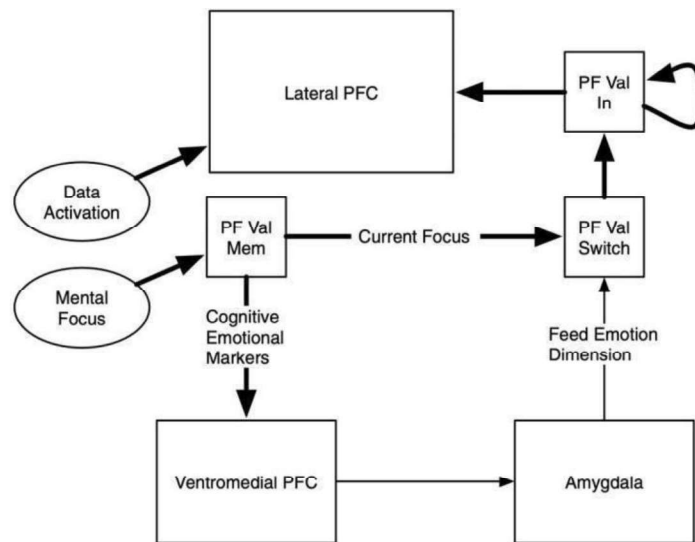 Lateral PFC
PF Val
In
Data
Activation
PF Val
Mem
Current Focus
PF Val
Switch
Mental
Focus
Cognitive
Emotional
Markers
Feed Emotion
Dimension
Ventromedial PFC
Amygdala